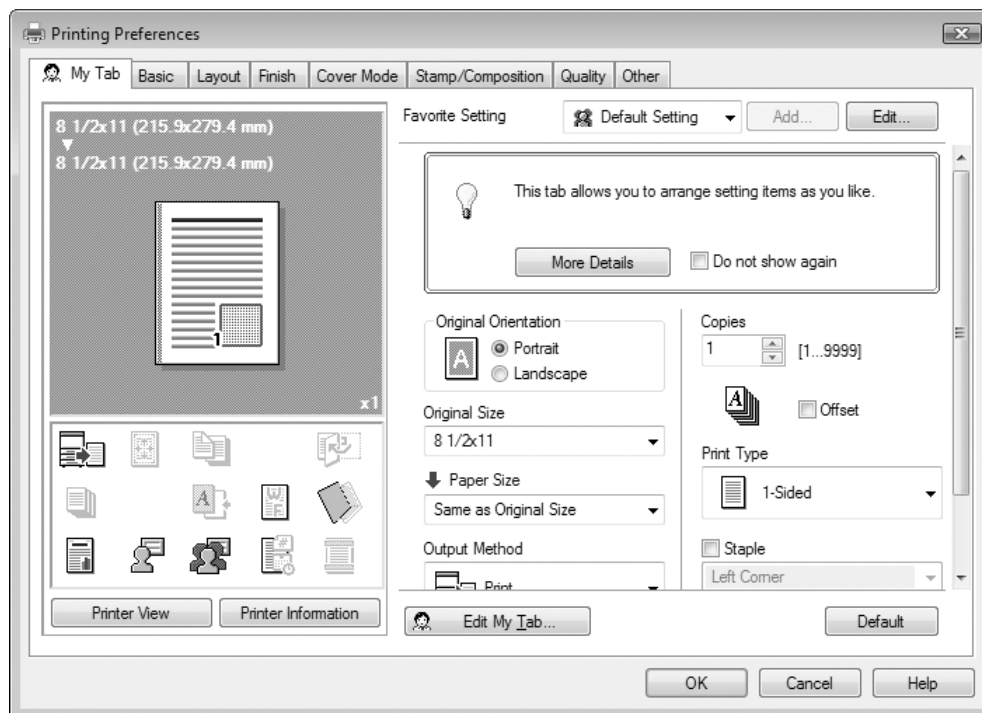 Printing Preferences
My Tab Basic Layout Finish Cover Mode Stamp/Composition Quality Other
8 1/2x11 (215.9x279.4 mm)
8 1/2x11 (215.9x279.4 mm)
1
x1
Printer View Printer Information
Favorite Setting Default Setting Add... Edit...
This tab allows you to arrange setting items as you like.
More Details Do not show again
Original Orientation
A Portrait
Landscape
Original Size
8 1/2x11
Paper Size
Same as Original Size
Output Method
Print
Copies
1 [1...9999]
A Offset
Print Type
1-Sided
Staple
Left Corner
Edit My Tab... Default
OK Cancel Help